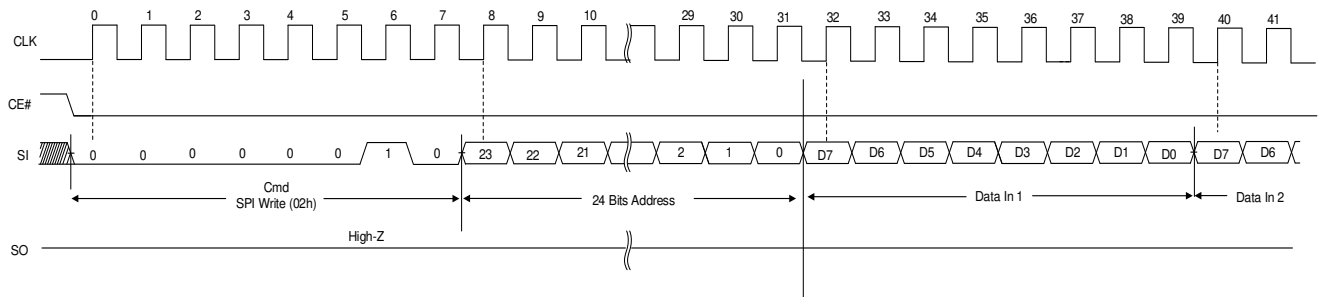 0 1 2 3 4 5 6 7 8 9 10 29 30 31 32 33 34 35 36 37 38 39 40 41
CLK
CE#
SI 0 0 0 0 0 0 1 0 23 22 21 2 1 0 D7 D6 D5 D4 D3 D2 D1 D0 D7 D6
Cmd
SPI Write (02h) 24 Bits Address Data In 1 Data In 2
High-Z
SO